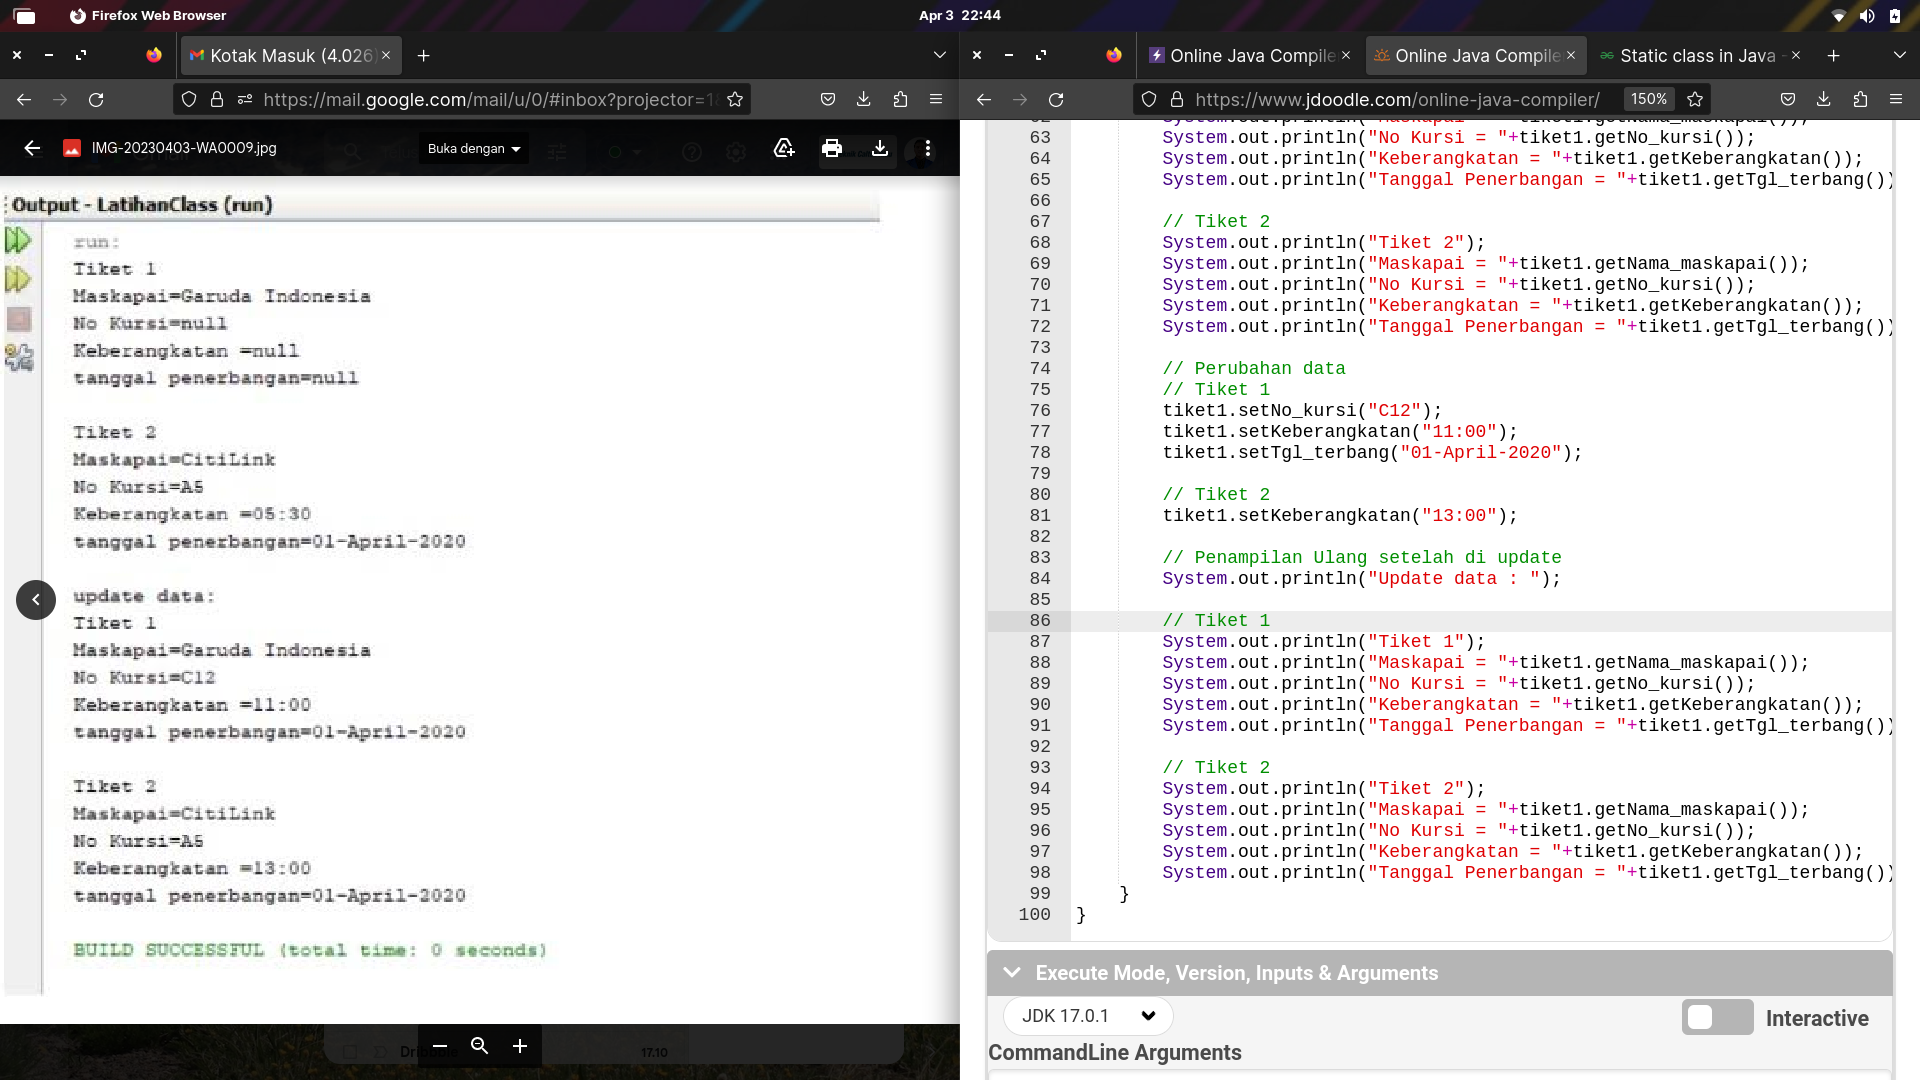 Firefox Web Browser
Apr 3 22:44
Kotak Masuk (4.026
https://mail.google.com/mail/u/0/#inbox?projector=1
IMG-20230403-WA0009.jpg
Buka dengan
Output - LatihanClass (run)
run:
Tiket 1
Maskapai=Garuda Indonesia
No Kursi=null
Keberangkatan =null
tanggal penerbangan=null
Tiket 2
Maskapai=CitiLink
No Kursi=A5
Keberangkatan =05:30
tanggal penerbangan=01-April-2020
update data:
Tiket 1
Maskapai=Garuda Indonesia
No Kursi=C12
Keberangkatan =11:00
tanggal penerbangan=01-April-2020
Tiket 2
Maskapai=CitiLink
No Kursi=A5
Keberangkatan =13:00
tanggal penerbangan=01-April-2020
BUILD SUCCESSFUL (total time: 0 seconds)
17.10
Online Java Compile
Online Java Compile
Static class in Java -
https://www.jdoodle.com/online-java-compiler/
150%
63 System.out.println("No Kursi = "+tiket1.getNo_kursi());
64 System.out.println("Keberangkatan = "+tiket1.getKeberangkatan());
65 System.out.println("Tanggal Penerbangan = "+tiket1.getTgl_terbang())
66
67 // Tiket 2
68 System.out.println("Tiket 2");
69 System.out.println("Maskapai = "+tiket1.getNama_maskapai());
70 System.out.println("No Kursi = "+tiket1.getNo_kursi());
71 System.out.println("Keberangkatan = "+tiket1.getKeberangkatan());
72 System.out.println("Tanggal Penerbangan = "+tiket1.getTgl_terbang())
73
74 // Perubahan data
75 // Tiket 1
76 tiket1.setNo_kursi("C12");
77 tiket1.setKeberangkatan("11:00");
78 tiket1.setTgl_terbang("01-April-2020");
79
80 // Tiket 2
81 tiket1.setKeberangkatan("13:00");
82
83 // Penampilan Ulang setelah di update
84 System.out.println("Update data : ");
85
86 // Tiket 1
87 System.out.println("Tiket 1");
88 System.out.println("Maskapai = "+tiket1.getNama_maskapai());
89 System.out.println("No Kursi = "+tiket1.getNo_kursi());
90 System.out.println("Keberangkatan = "+tiket1.getKeberangkatan());
91 System.out.println("Tanggal Penerbangan = "+tiket1.getTgl_terbang())
92
93 // Tiket 2
94 System.out.println("Tiket 2");
95 System.out.println("Maskapai = "+tiket1.getNama_maskapai());
96 System.out.println("No Kursi = "+tiket1.getNo_kursi());
97 System.out.println("Keberangkatan = "+tiket1.getKeberangkatan());
98 System.out.println("Tanggal Penerbangan = "+tiket1.getTgl_terbang())
99 }
100 }
Execute Mode, Version, Inputs & Arguments
JDK 17.0.1
Interactive
CommandLine Arguments